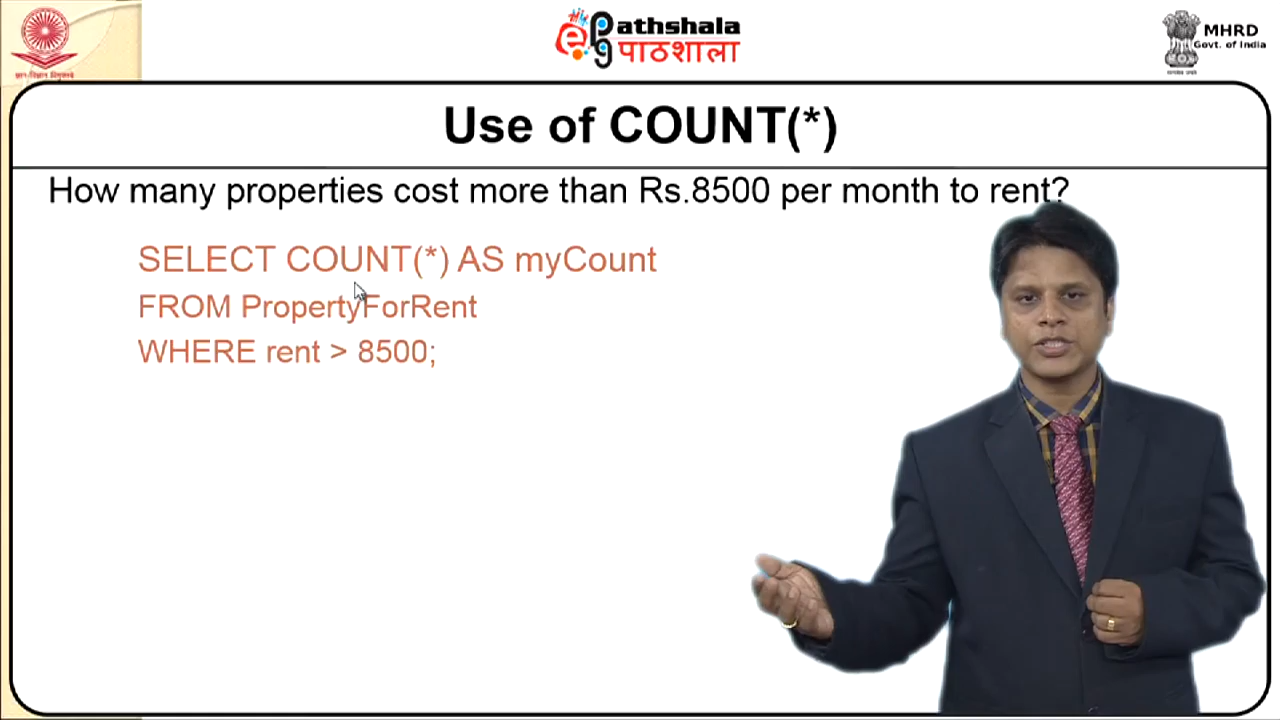 Pathshala
पाठशाला
MHRD
Govt. of India
Use of COUNT(*)
How many properties cost more than Rs.8500 per month to rent?
SELECT COUNT(*) AS myCount
FROM PropertyForRent
WHERE rent > 8500;